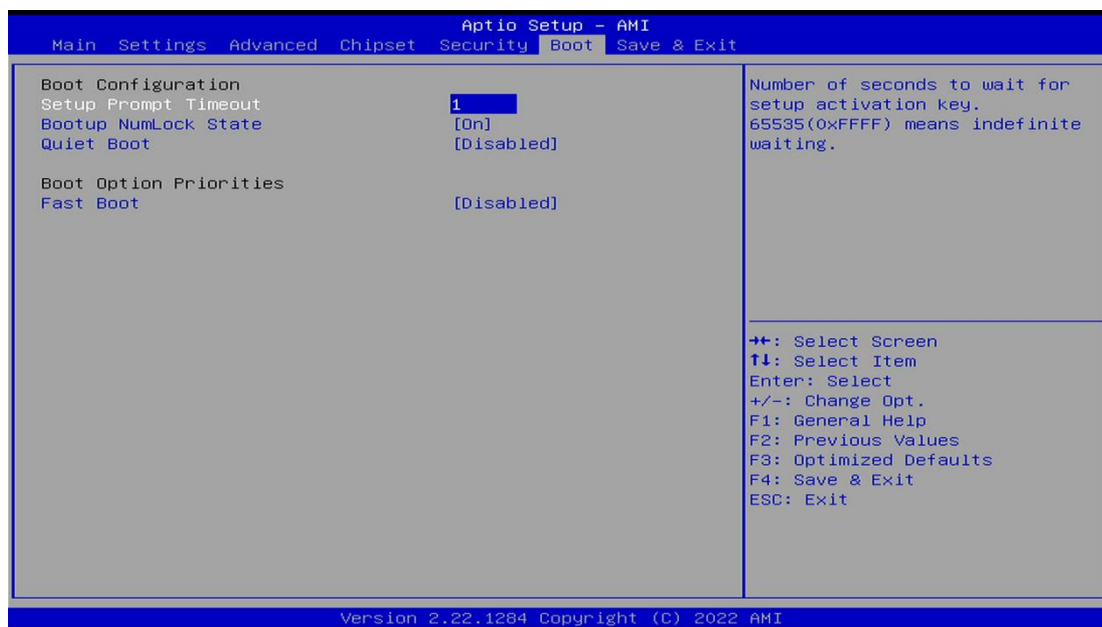 Aptio Setup - AMI
Main Settings Advanced Chipset Security Boot Save & Exit
Boot Configuration
Setup Prompt Timeout 1
Bootup NumLock State [On]
Quiet Boot [Disabled]
Boot Option Priorities
Fast Boot [Disabled]
Number of seconds to wait for
setup activation key.
65535(0xFFFF) means indefinite
waiting.
→←: Select Screen
↑↓: Select Item
Enter: Select
+/-: Change Opt.
F1: General Help
F2: Previous Values
F3: Optimized Defaults
F4: Save & Exit
ESC: Exit
Version 2.22.1284 Copyright (C) 2022 AMI